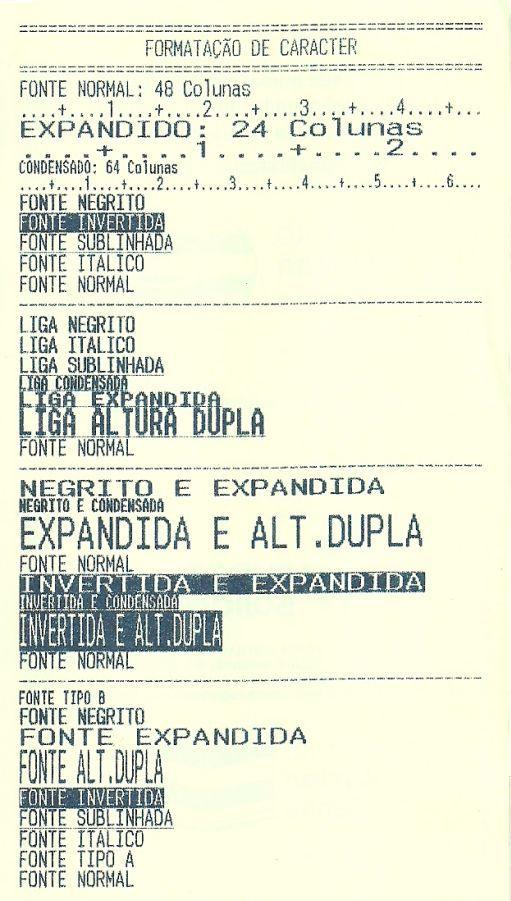 ================================================
FORMATAÇÃO DE CARACTER
================================================
FONTE NORMAL: 48 Colunas
....+....1....+....2....+....3....+....4....+...
EXPANDIDO: 24 Colunas
....+....1....+....2....
CONDENSADO: 64 Colunas
....+....1....+....2....+....3....+....4....+....5....+....6....
FONTE NEGRITO
FONTE INVERTIDA
FONTE SUBLINHADA
FONTE ITALICO
FONTE NORMAL
------------------------------------------------
LIGA NEGRITO
LIGA ITALICO
LIGA SUBLINHADA
LIGA CONDENSADA
LIGA EXPANDIDA
LIGA ALTURA DUPLA
FONTE NORMAL
------------------------------------------------
NEGRITO E EXPANDIDA
NEGRITO E CONDENSADA
EXPANDIDA E ALT.DUPLA
FONTE NORMAL
INVERTIDA E EXPANDIDA
INVERTIDA E CONDENSADA
INVERTIDA E ALT.DUPLA
FONTE NORMAL
------------------------------------------------
FONTE TIPO B
FONTE NEGRITO
FONTE EXPANDIDA
FONTE ALT.DUPLA
FONTE INVERTIDA
FONTE SUBLINHADA
FONTE ITALICO
FONTE TIPO A
FONTE NORMAL